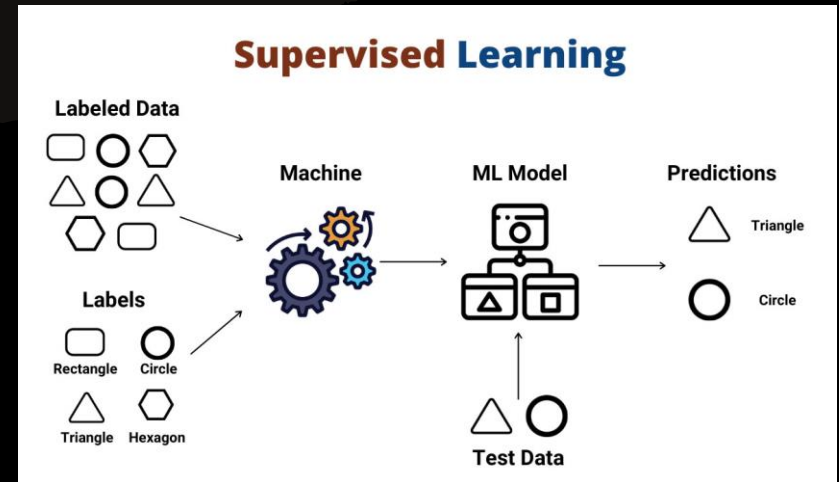 Supervised Learning
Labeled Data
Machine
ML Model
Predictions
Triangle
Circle
Labels
Rectangle Circle
Triangle Hexagon
Test Data